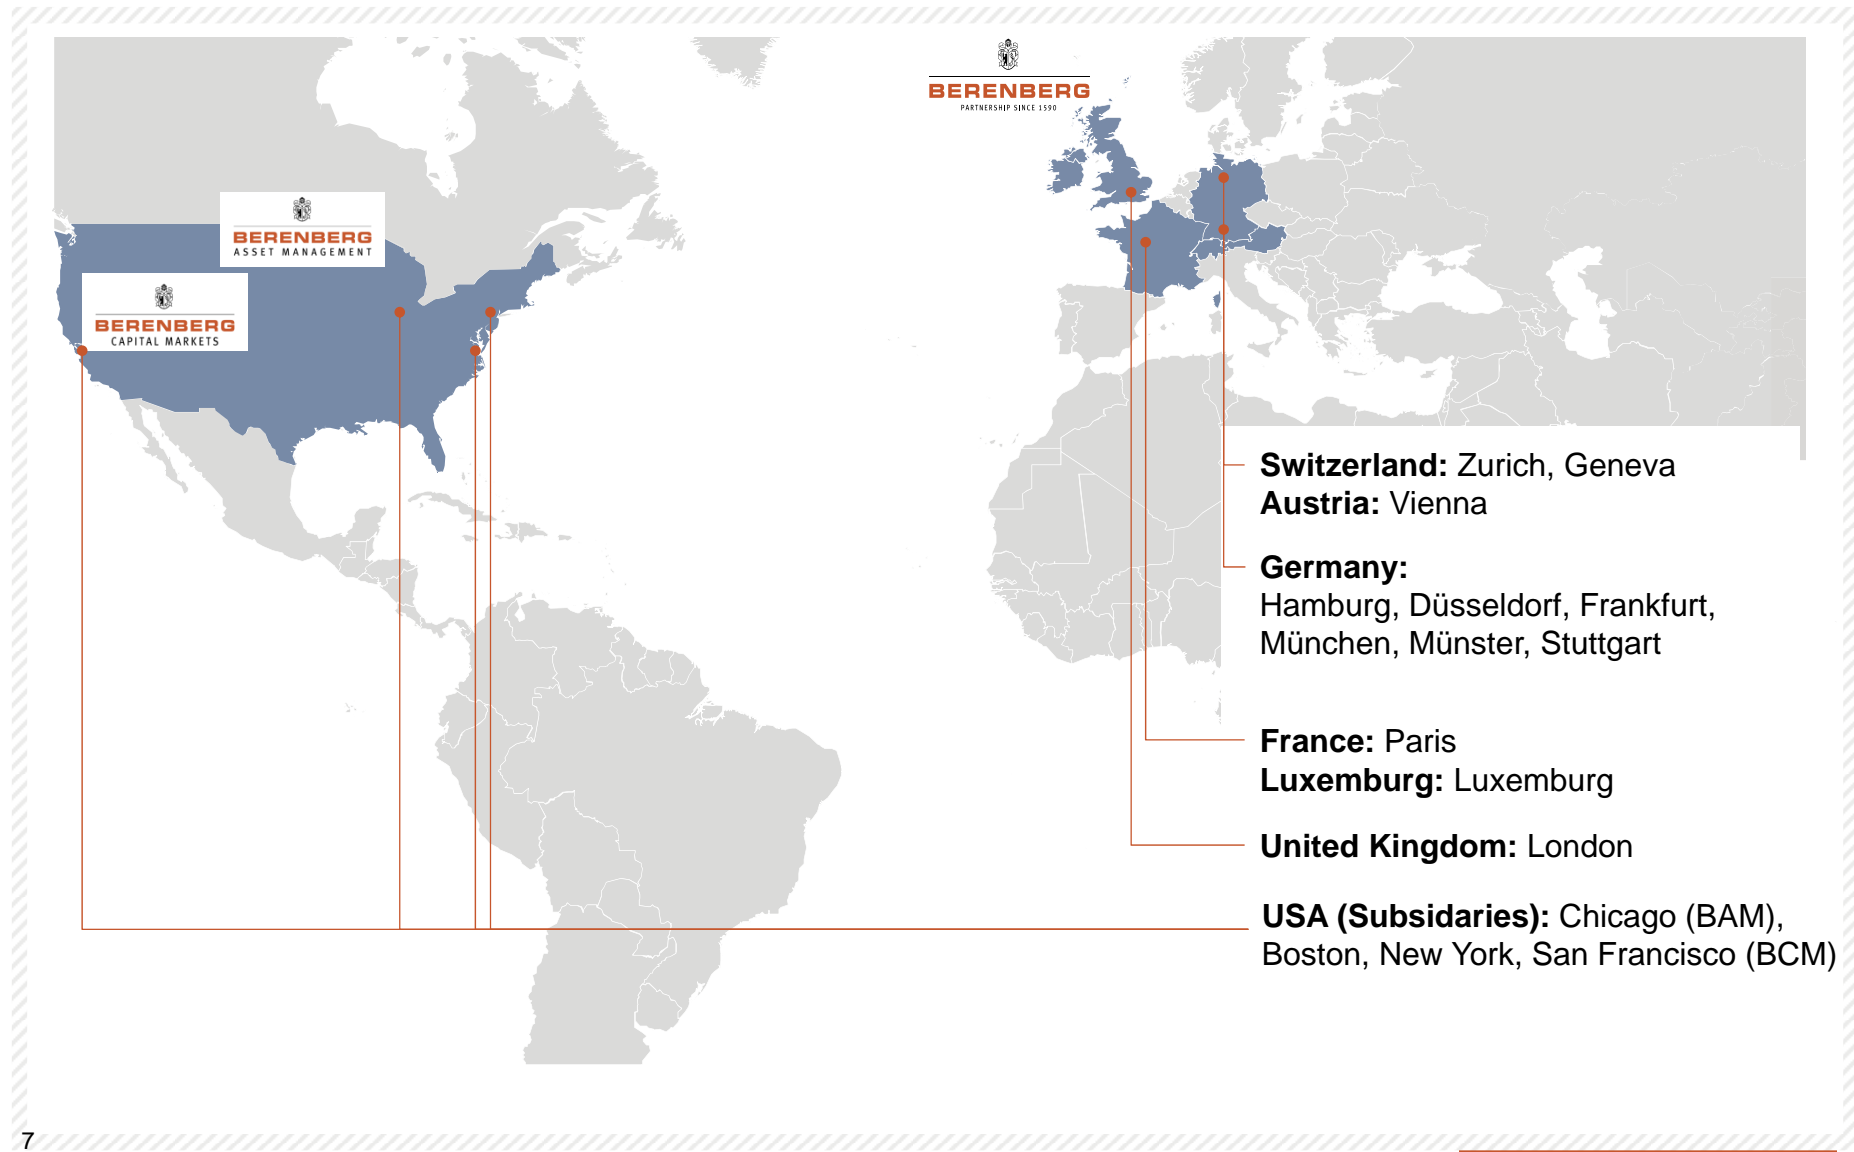 BERENBERG
PARTNERSHIP SINCE 1590
BERENBERG
ASSET MANAGEMENT
BERENBERG
CAPITAL MARKETS
Switzerland: Zurich, Geneva
Austria: Vienna
Germany:
Hamburg, Düsseldorf, Frankfurt,
München, Münster, Stuttgart
France: Paris
Luxemburg: Luxemburg
United Kingdom: London
USA (Subsidaries): Chicago (BAM),
Boston, New York, San Francisco (BCM)
7